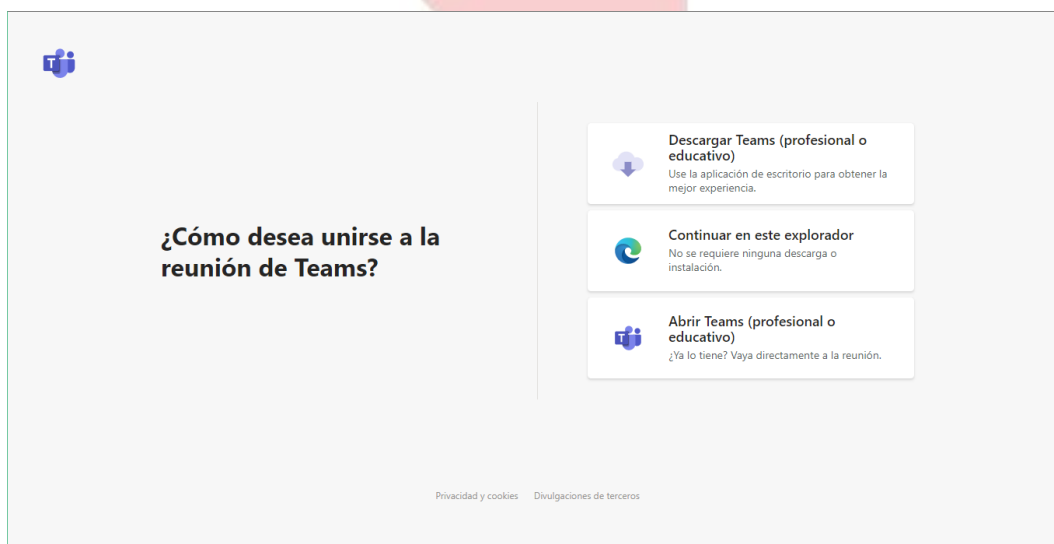 ¿Cómo desea unirse a la
reunión de Teams?
Descargar Teams (profesional o
educativo)
Use la aplicación de escritorio para obtener la
mejor experiencia.
Continuar en este explorador
No se requiere ninguna descarga o
instalación.
Abrir Teams (profesional o
educativo)
¿Ya lo tiene? Vaya directamente a la reunión.
Privacidad y cookies Divulgaciones de terceros